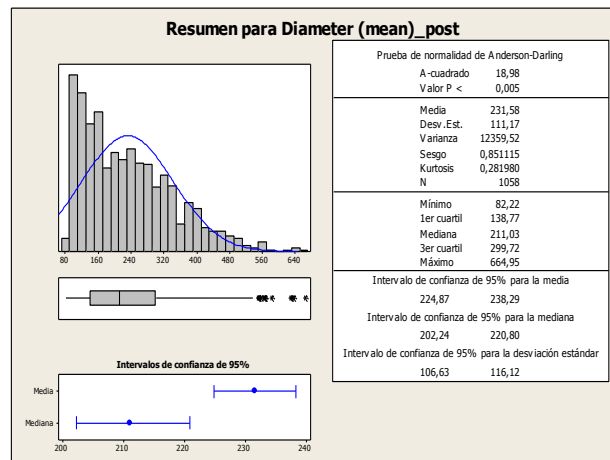 Resumen para Diameter (mean)_post
80 160 240 320 400 480 560 640
Intervalos de confianza de 95%
Media
Mediana
200 210 220 230 240
Prueba de normalidad de Anderson-Darling
A-cuadrado 18,98
Valor P < 0,005
Media 231,58
Desv.Est. 111,17
Varianza 12359,52
Sesgo 0,851115
Kurtosis 0,281980
N 1058
Mínimo 82,22
1er cuartil 138,77
Mediana 211,03
3er cuartil 299,72
Máximo 664,95
Intervalo de confianza de 95% para la media
224,87 238,29
Intervalo de confianza de 95% para la mediana
202,24 220,80
Intervalo de confianza de 95% para la desviación estándar
106,63 116,12